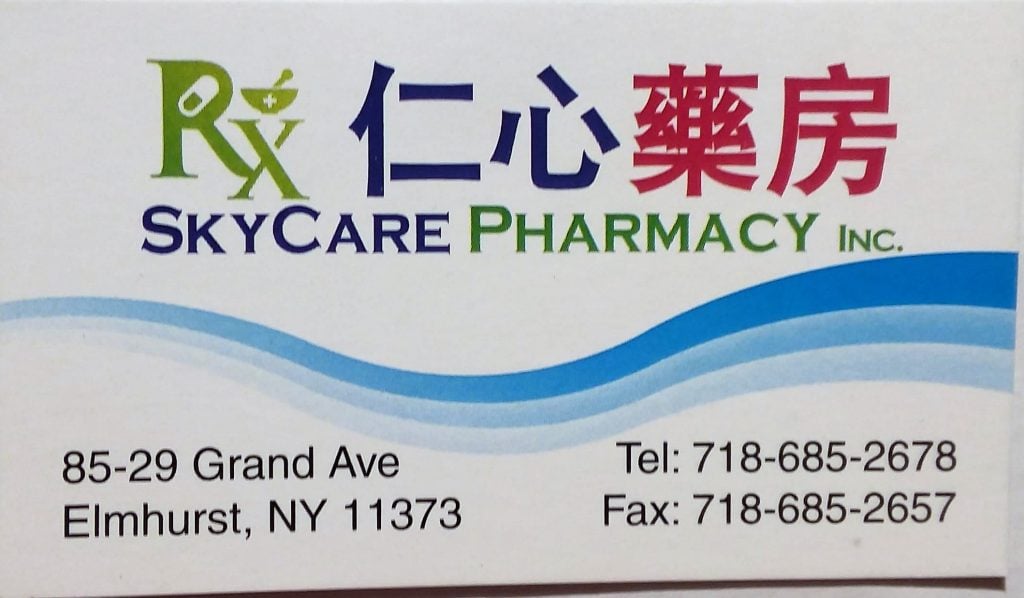 Rx 仁心藥房
SKYCARE PHARMACY INC.
85-29 Grand Ave
Elmhurst, NY 11373
Tel: 718-685-2678
Fax: 718-685-2657